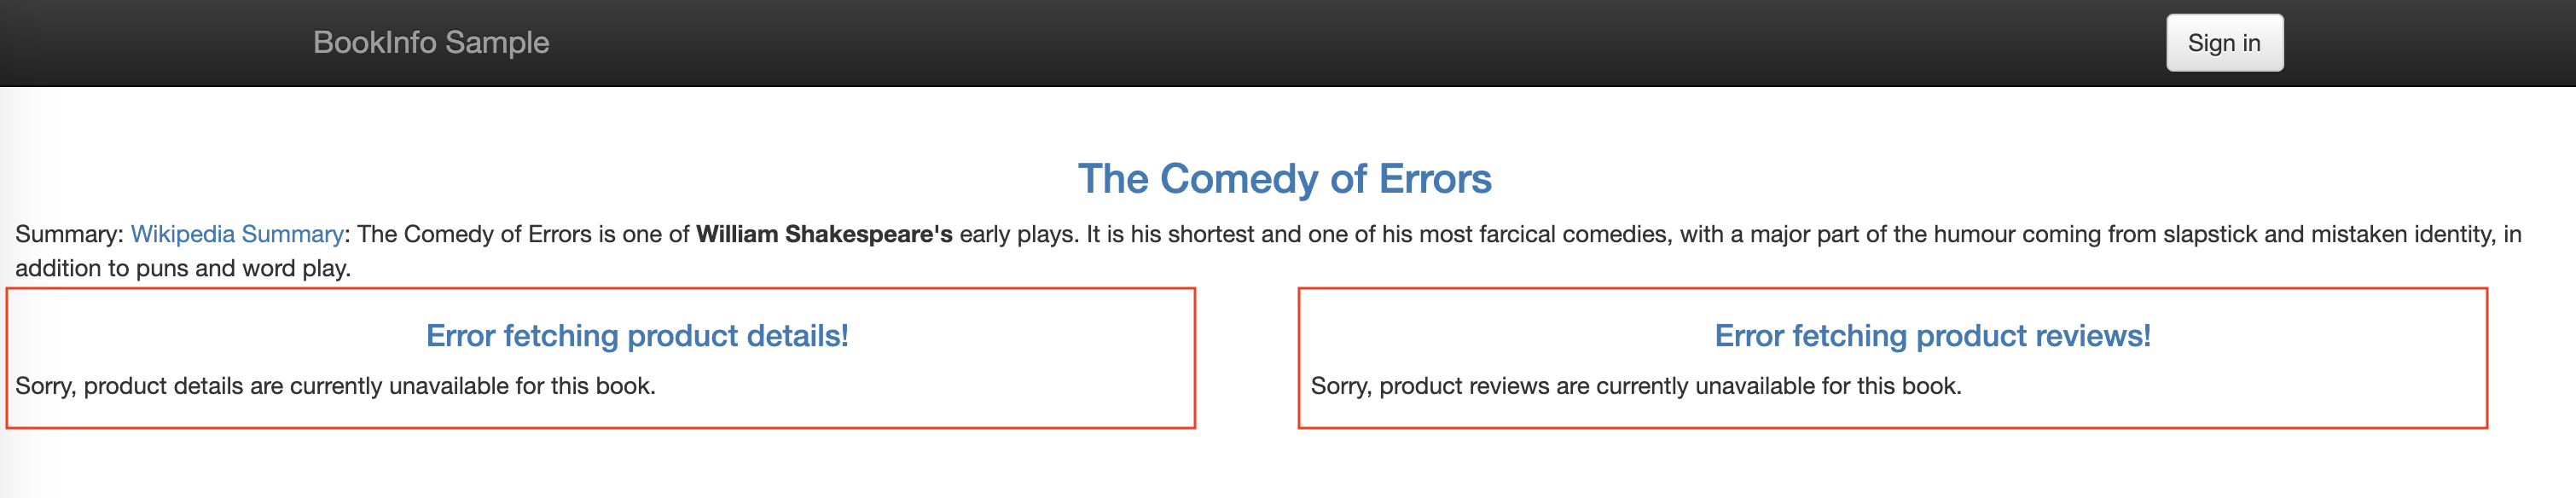 BookInfo Sample
Sign in
The Comedy of Errors
Summary: Wikipedia Summary: The Comedy of Errors is one of William Shakespeare's early plays. It is his shortest and one of his most farcical comedies, with a major part of the humour coming from slapstick and mistaken identity, in
addition to puns and word play.
Error fetching product details!
Sorry, product details are currently unavailable for this book.
Error fetching product reviews!
Sorry, product reviews are currently unavailable for this book.